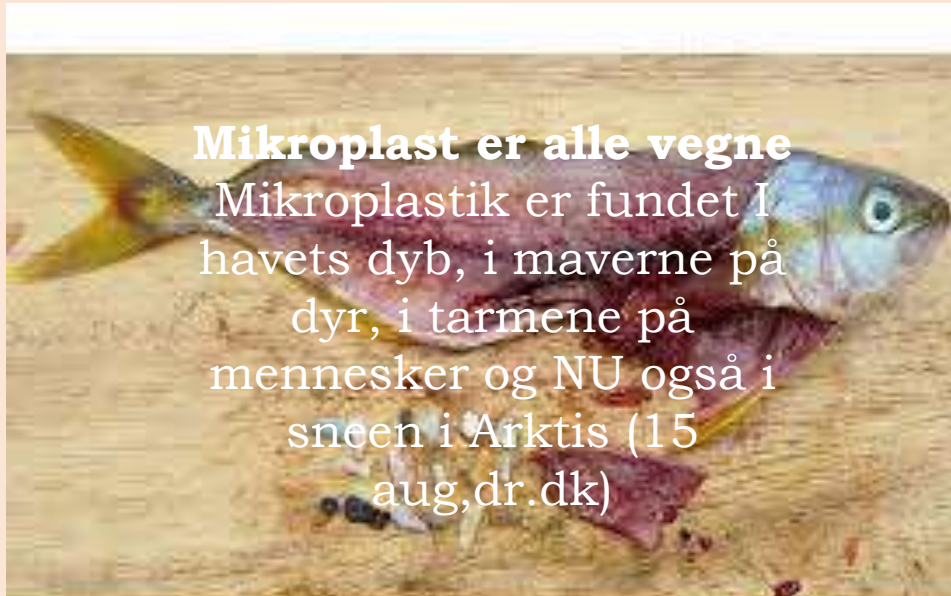 Mikroplast er alle vegne
Mikroplastik er fundet I
havets dyb, i maverne på
dyr, i tarmene på
mennesker og NU også i
sneen i Arktis (15
aug,dr.dk)